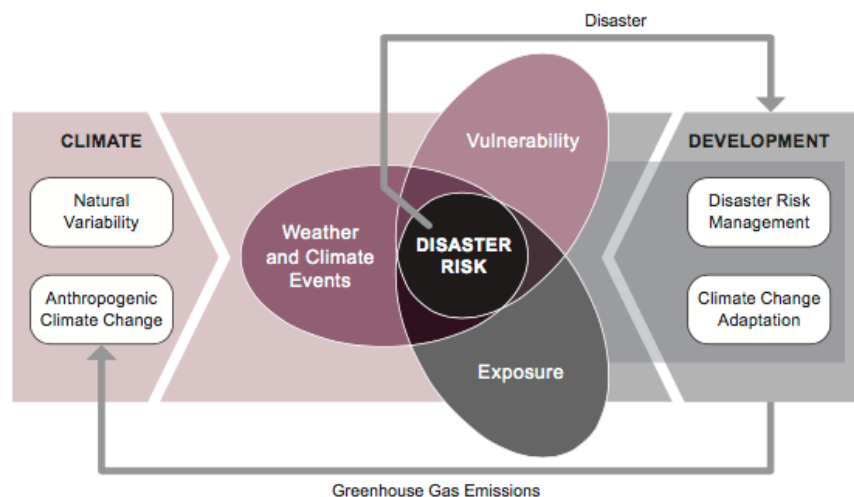 Disaster
CLIMATE
Natural
Variability
Anthropogenic
Climate Change
Weather
and Climate
Events
Vulnerability
DISASTER
RISK
Exposure
DEVELOPMENT
Disaster Risk
Management
Climate Change
Adaptation
Greenhouse Gas Emissions